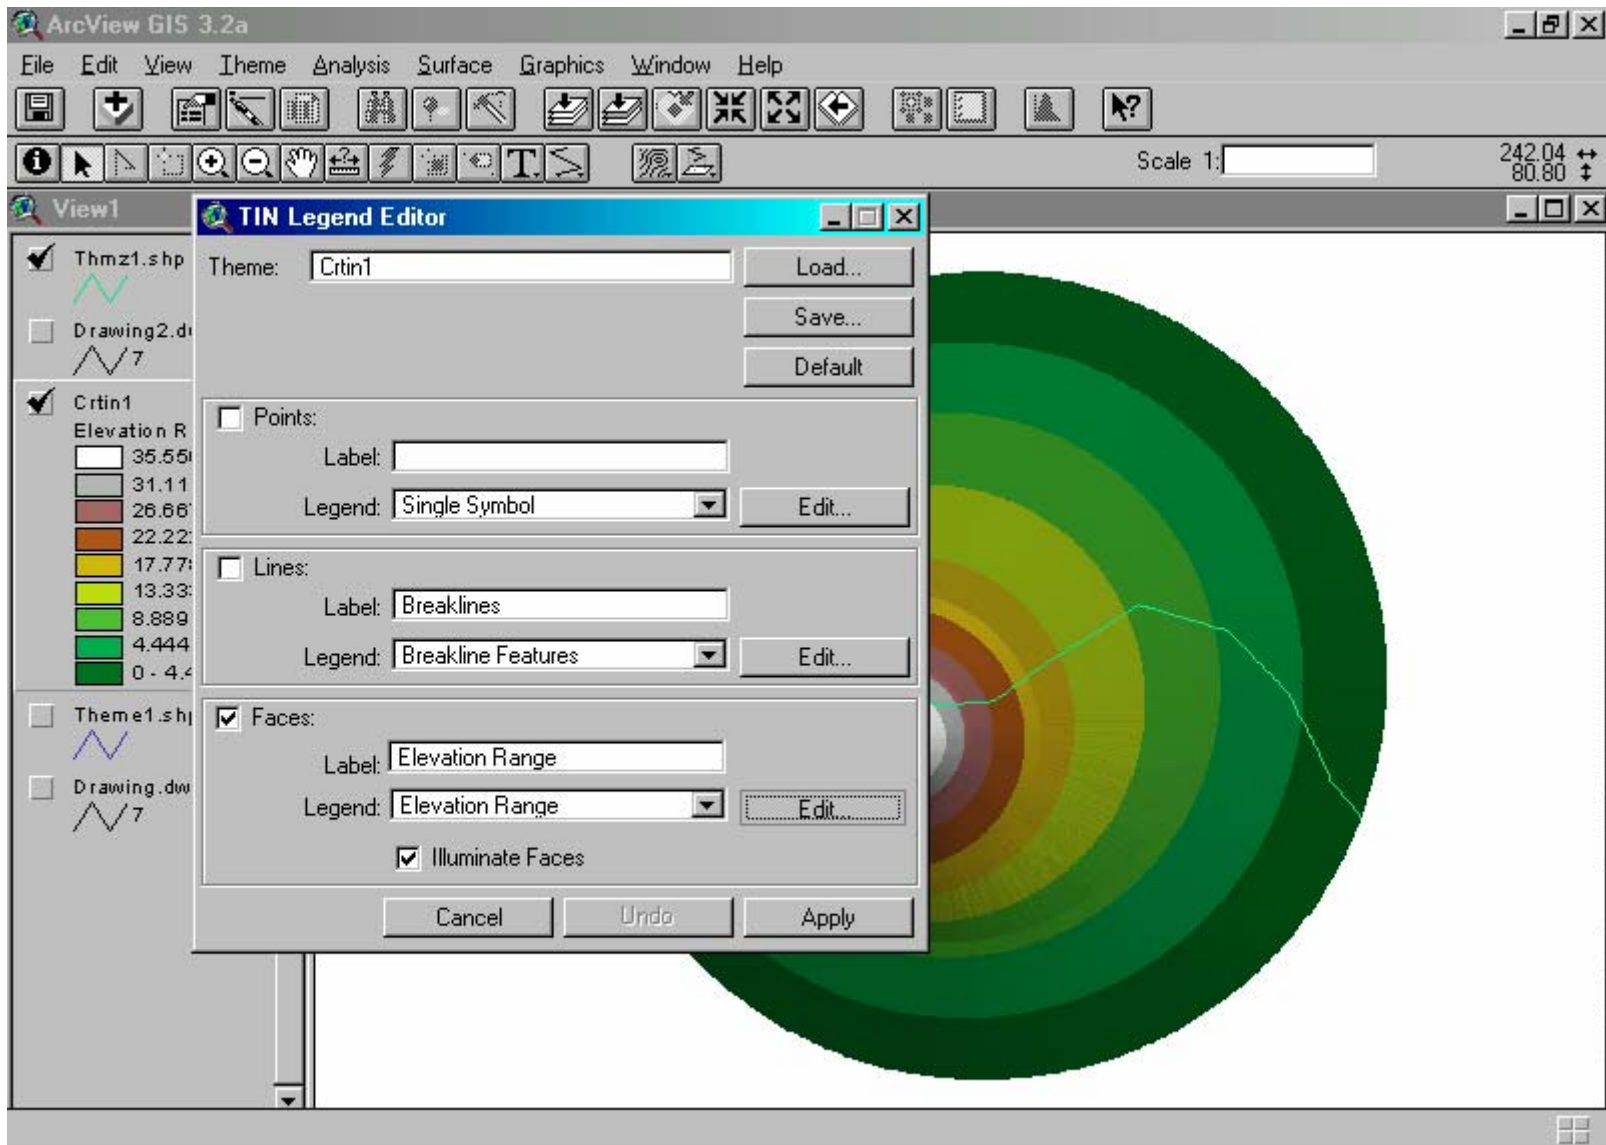 ArcView GIS 3.2a
File Edit View Theme Analysis Surface Graphics Window Help
Scale 1:
242.04
80.80
View1
TIN Legend Editor
Thmz1.shp
Theme: Crtin1
Load...
Save...
Drawing2.d
7
Default
Crtin1
Elevation R
35.55
31.11
26.66
22.22
17.77
13.33
8.889
4.444
0 - 4.4
Points:
Label:
Legend: Single Symbol
Edit...
Lines:
Label: Breaklines
Legend: Breakline Features
Edit...
Theme1.shp
Faces:
Label: Elevation Range
Drawing.dw
7
Legend: Elevation Range
Edit...
Illuminate Faces
Cancel
Undo
Apply